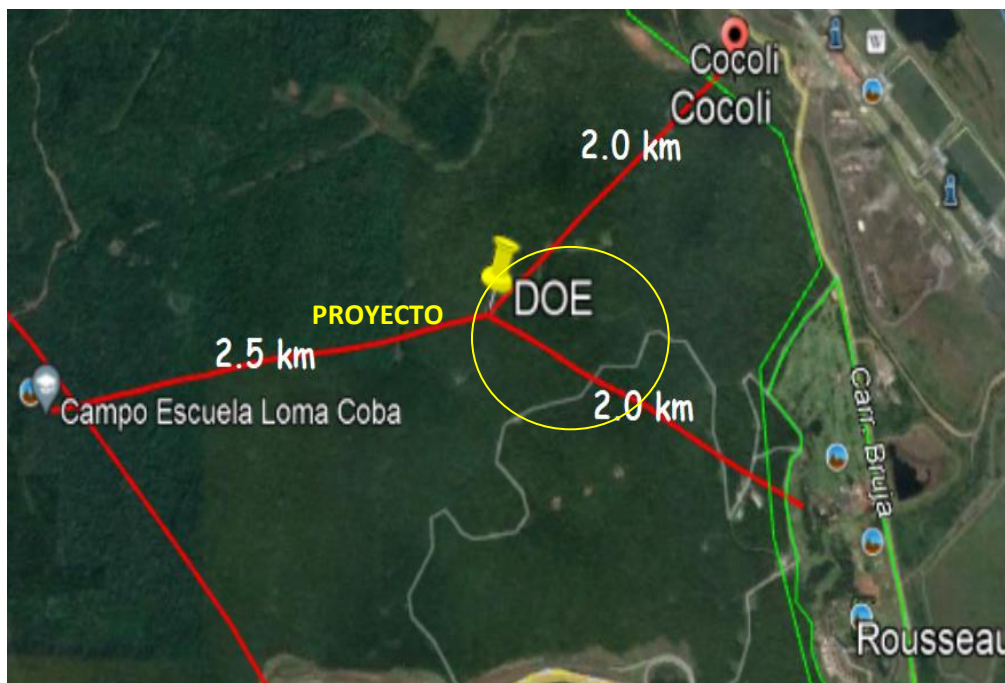 Cocoli
Cocoli
2.0 km
DOE
PROYECTO
2.5 km
Campo Escuela Loma Coba
2.0 km
Carr. Bruja
Rousseau
W
i
i